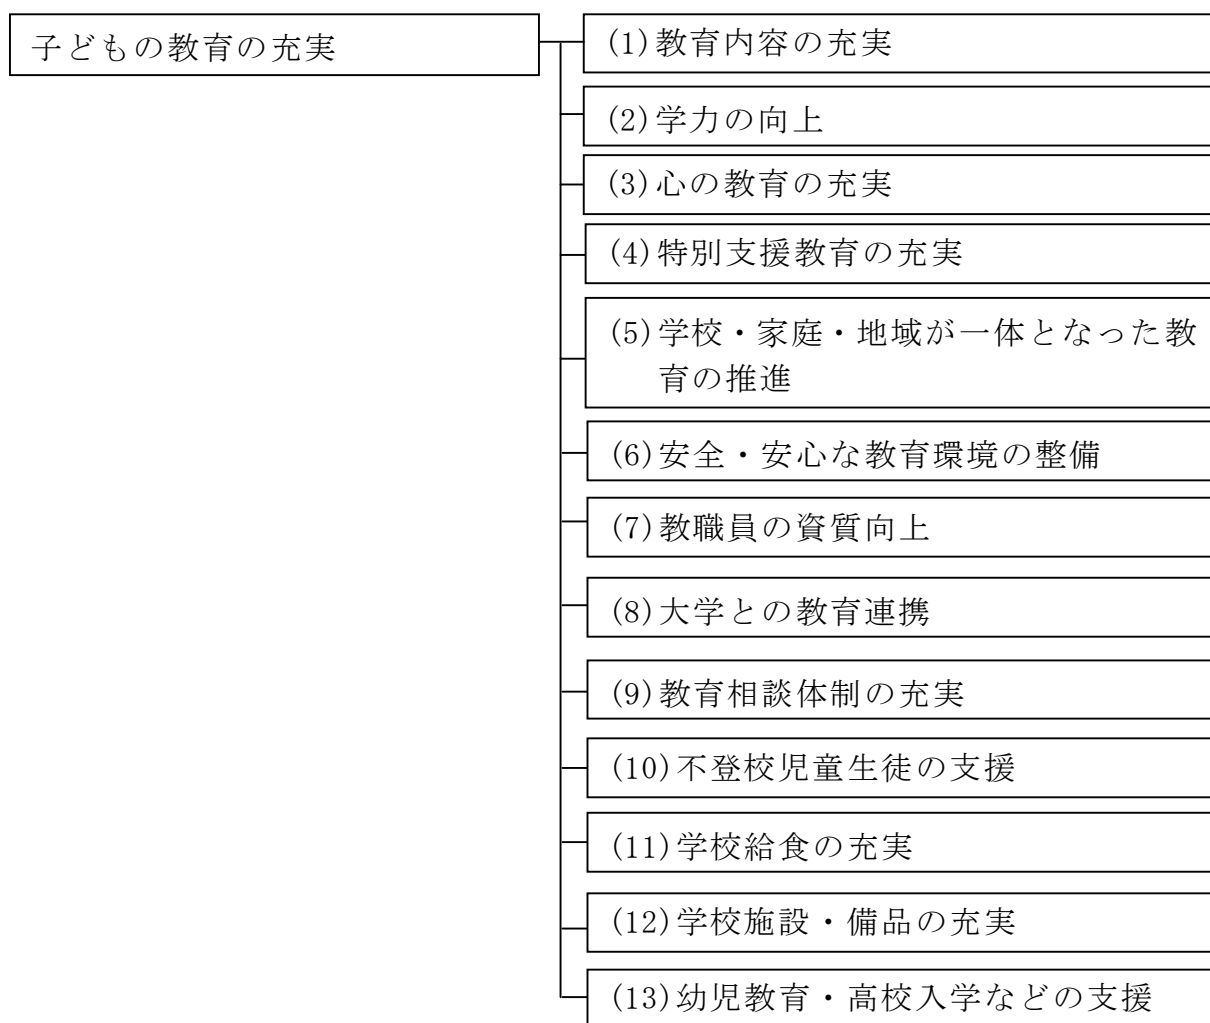 子どもの教育の充実
(1)教育内容の充実
(2)学力の向上
(3)心の教育の充実
(4)特別支援教育の充実
(5)学校・家庭・地域が一体となった教
育の推進
(6)安全・安心な教育環境の整備
(7)教職員の資質向上
(8)大学との教育連携
(9)教育相談体制の充実
(10)不登校児童生徒の支援
(11)学校給食の充実
(12)学校施設・備品の充実
(13)幼児教育・高校入学などの支援